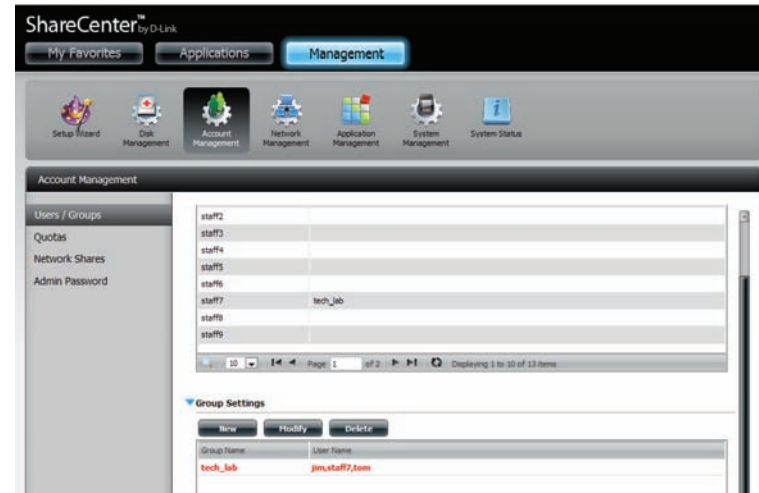 ShareCenter™ by D-Link
My Favorites Applications Management
Setup Wizard Disk Management Account Management Network Management Application Management System Management System Status
Account Management
Users / Groups
Quotas
Network Shares
Admin Password
staff2
staff3
staff4
staff5
staff6
staff7 tech_lab
staff8
staff9
10 Page 1 of 2 Displaying 1 to 10 of 13 items
Group Settings
New Modify Delete
Group Name User Name
tech_lab jim,staff7,tom